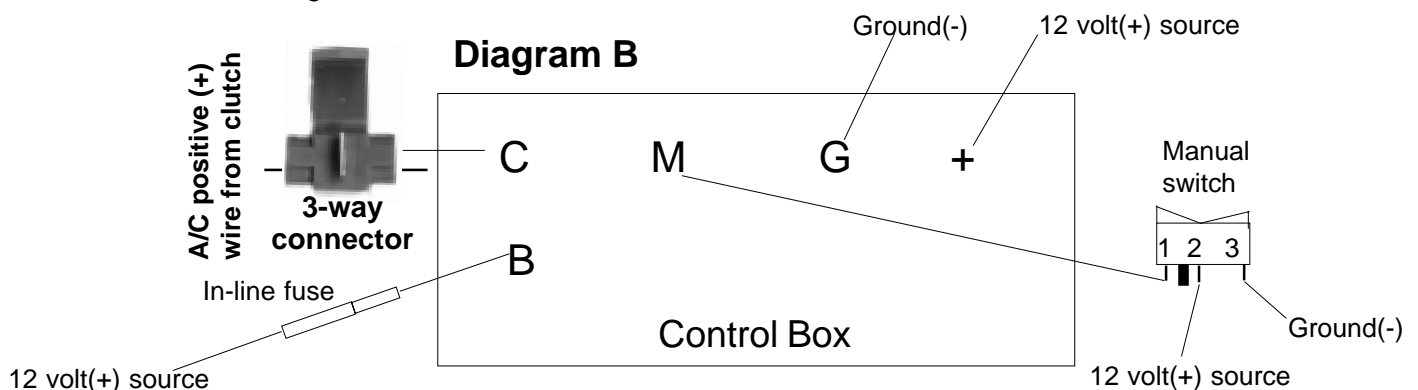 Ground(-)
12 volt(+) source
Diagram B
A/C positive (+)
wire from clutch
3-way
connector
C
M
G
+
Manual
switch
1 2 3
B
In-line fuse
Control Box
Ground(-)
12 volt(+) source
12 volt(+) source